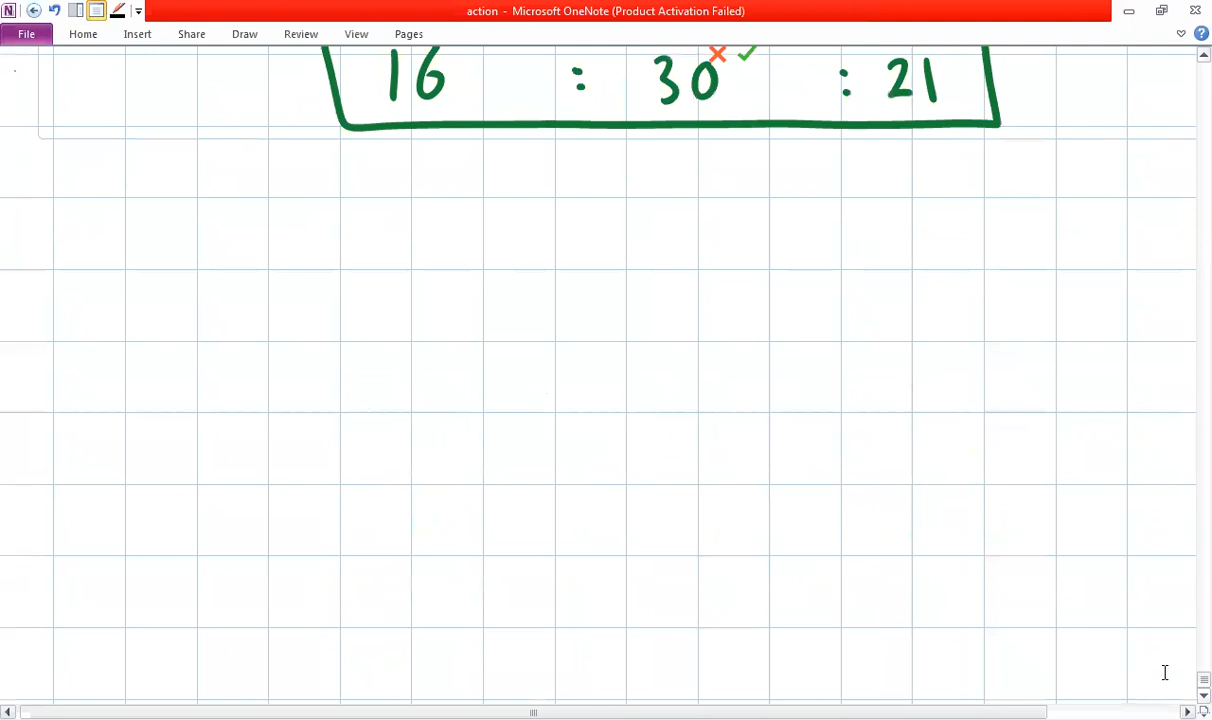 action - Microsoft OneNote (Product Activation Failed)
File Home Insert Share Draw Review View Pages
16 : 30 : 21